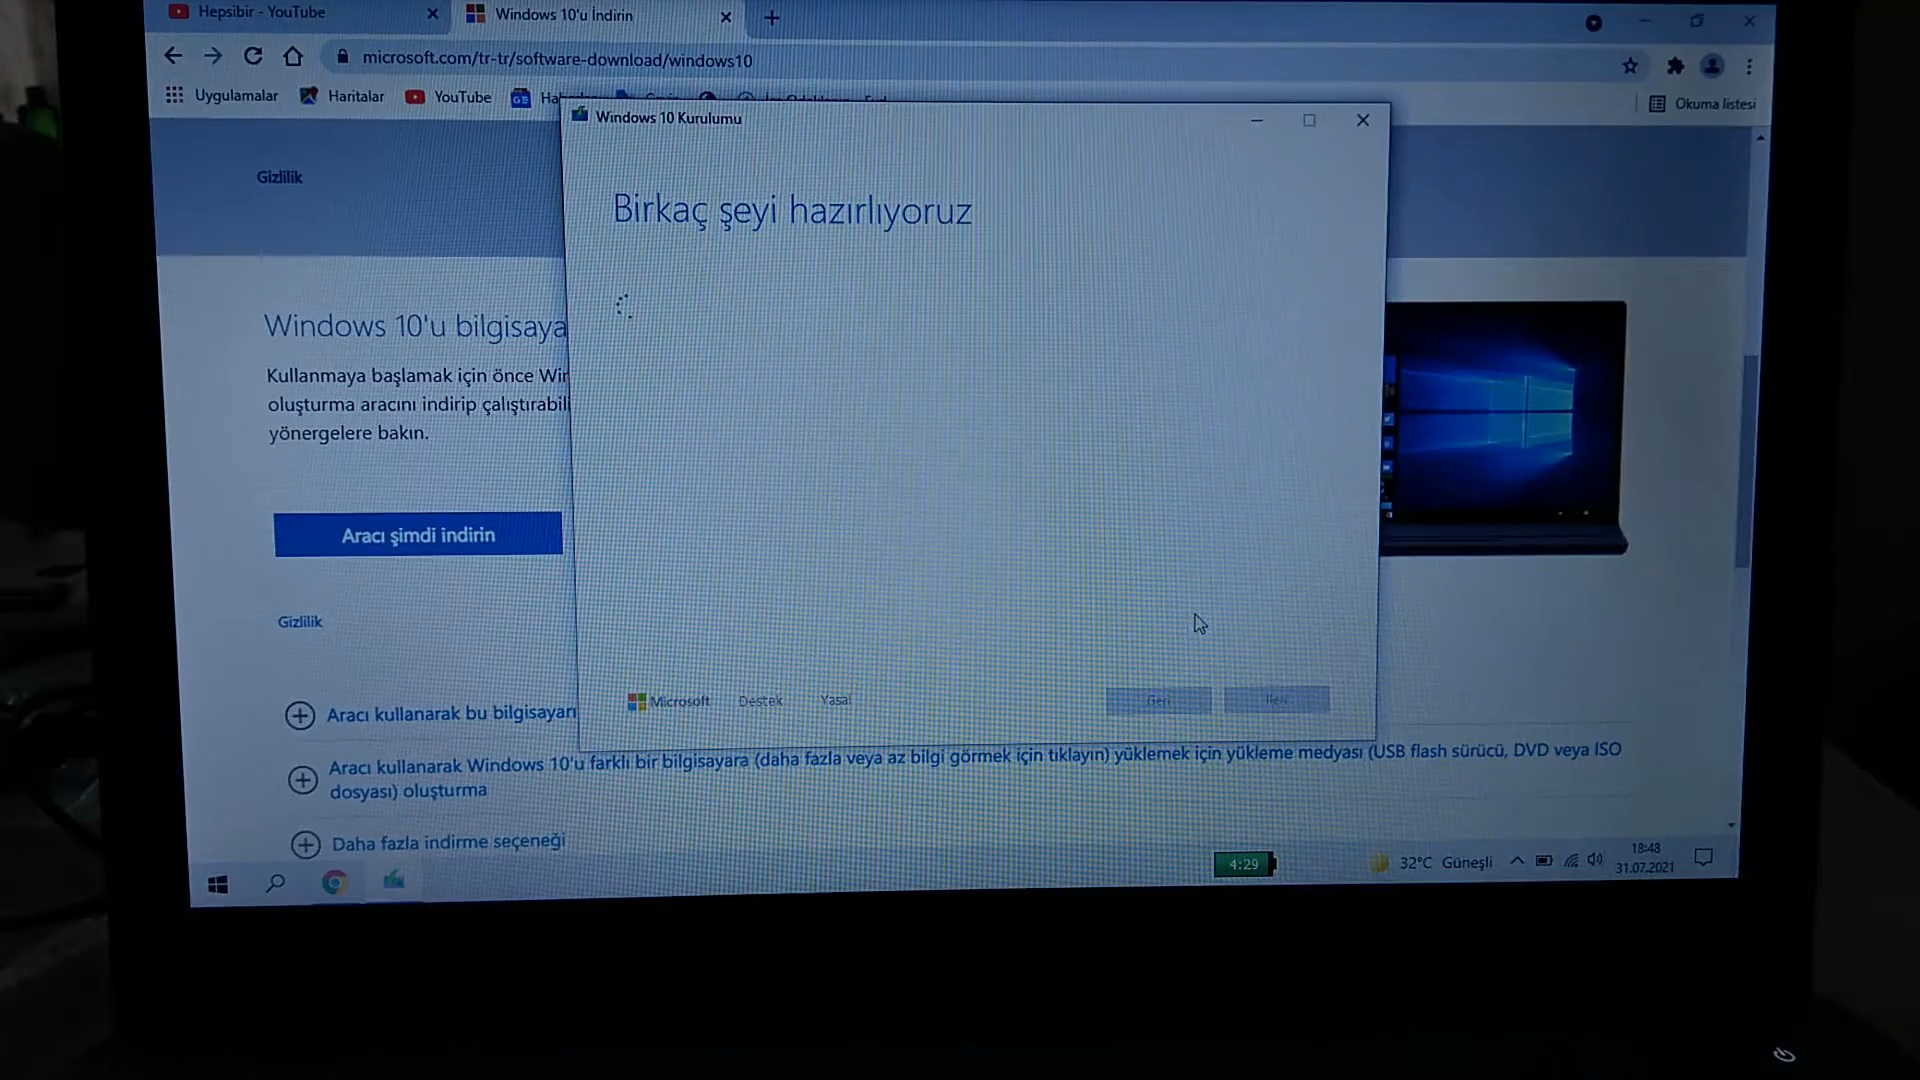 Hepsibir - YouTube
Windows 10'u İndirin
microsoft.com/tr-tr/software-download/windows10
Uygulamalar
Haritalar
YouTube
Okuma listesi
Windows 10 Kurulumu
Gizlilik
Birkaç şeyi hazırlıyoruz
Windows 10'u bilgisaya
Kullanmaya başlamak için önce Win
oluşturma aracını indirip çalıştırabili
yönergelere bakın.
Aracı şimdi indirin
Gizlilik
Microsoft
Destek
Yasal
Geri
İleri
Aracı kullanarak bu bilgisayarı
Aracı kullanarak Windows 10'u farklı bir bilgisayara (daha fazla veya az bilgi görmek için tıklayın) yüklemek için yükleme medyası (USB flash sürücü, DVD veya ISO
dosyası) oluşturma
Daha fazla indirme seçeneği
4:29
32°C Güneşli
18:48
31.07.2021